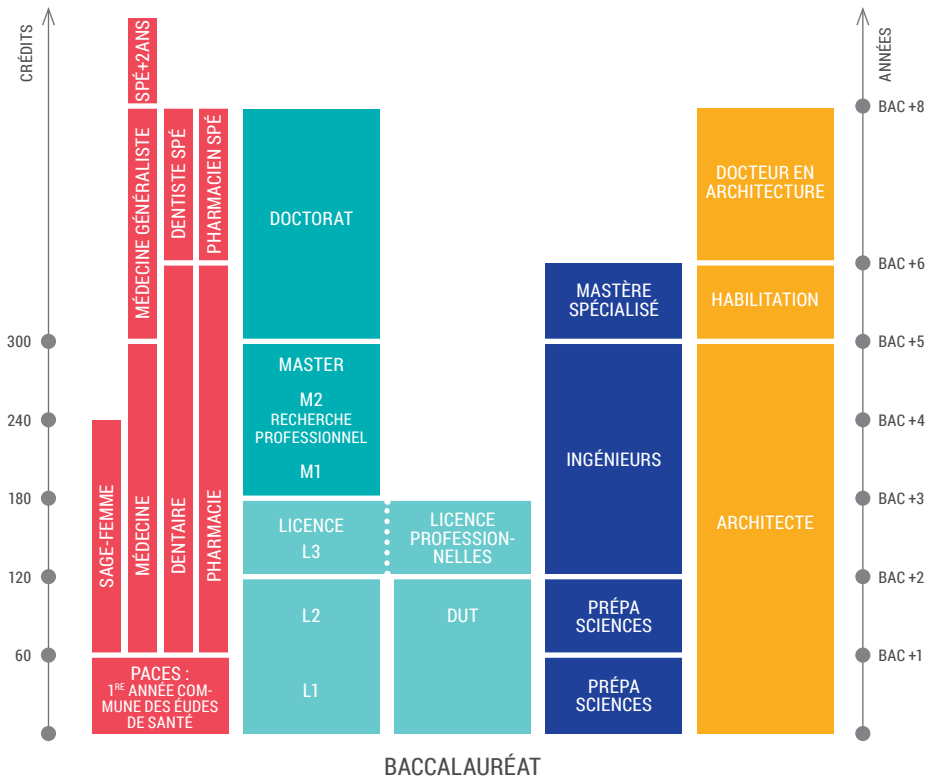 CRÉDITS
300
240
180
120
60
SPÉ+2ANS
MÉDECINE GÉNÉRALISTE
DENTISTE SPÉ
PHARMACIEN SPÉ
SAGE-FEMME
MÉDECINE
DENTAIRE
PHARMACIE
PACES :
1RE ANNÉE COM-
MUNE DES ÉUDES
DE SANTÉ
DOCTORAT
MASTER
M2
RECHERCHE
PROFESSIONNEL
M1
LICENCE
L3
L2
L1
LICENCE
PROFESSION-
NELLES
DUT
MASTÈRE
SPÉCIALISÉ
INGÉNIEURS
PRÉPA
SCIENCES
PRÉPA
SCIENCES
DOCTEUR EN
ARCHITECTURE
HABILITATION
ARCHITECTE
ANNÉES
BAC +8
BAC +6
BAC +5
BAC +4
BAC +3
BAC +2
BAC +1
BACCALAURÉAT